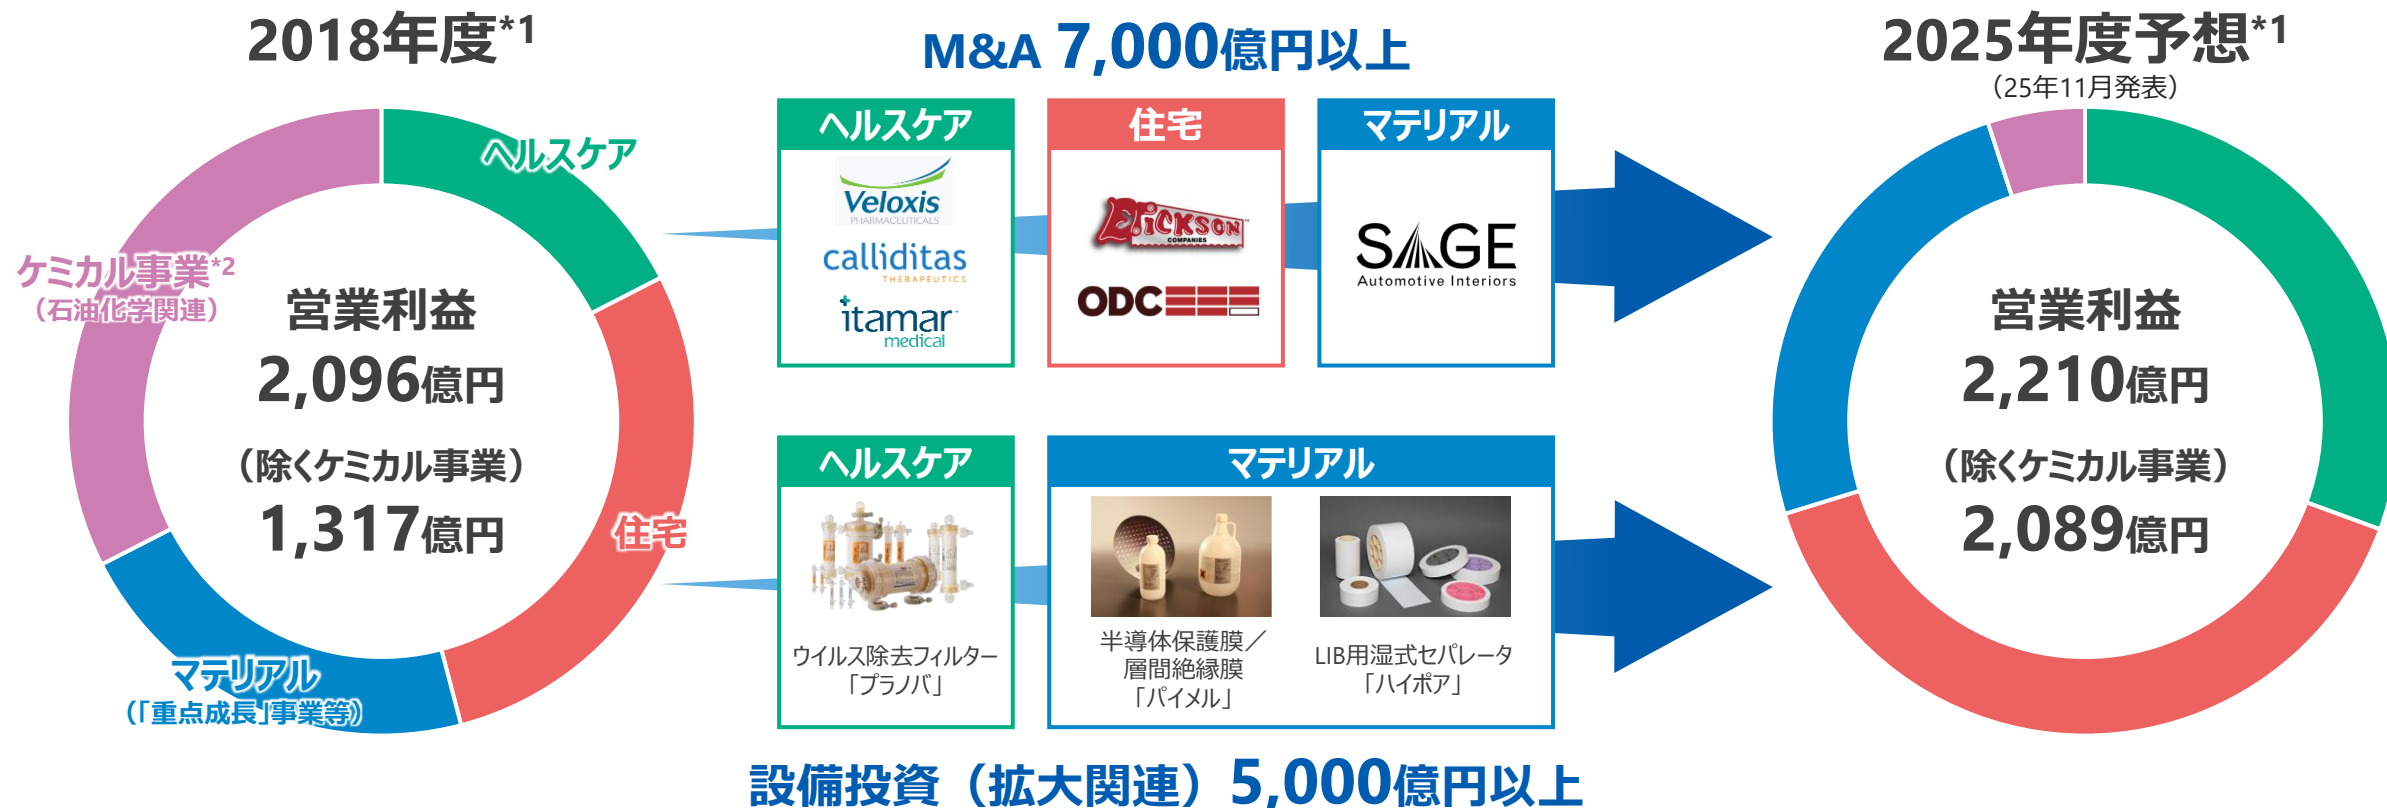 2018年度*1
ヘルスケア
ケミカル事業*2
（石油化学関連）
営業利益
2,096億円
（除くケミカル事業）
1,317億円
住宅
マテリアル
（「重点成長」事業等）
M&A 7,000億円以上
ヘルスケア
Veloxis
PHARMACEUTICALS
calliditas
THERAPEUTICS
itamar
medical
住宅
ERICKSON
COMPANIES
ODC
マテリアル
SAGE
Automotive Interiors
ヘルスケア
ウイルス除去フィルター
「プラノバ」
マテリアル
半導体保護膜／
層間絶縁膜
「パイメル」
LIB用湿式セパレータ
「ハイポア」
設備投資（拡大関連）5,000億円以上
2025年度予想*1
（25年11月発表）
営業利益
2,210億円
（除くケミカル事業）
2,089億円